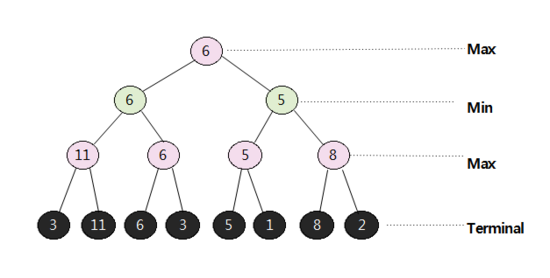 6 Max
6 5 Min
11 6 5 8 Max
3 11 6 3 5 1 8 2 Terminal